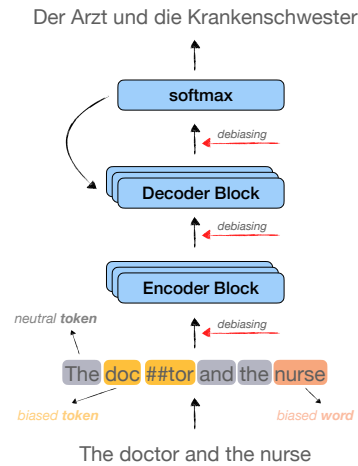 Der Arzt und die Krankenschwester
softmax
debiasing
Decoder Block
debiasing
Encoder Block
neutral token
debiasing
The doc ##tor and the nurse
biased token
biased word
The doctor and the nurse